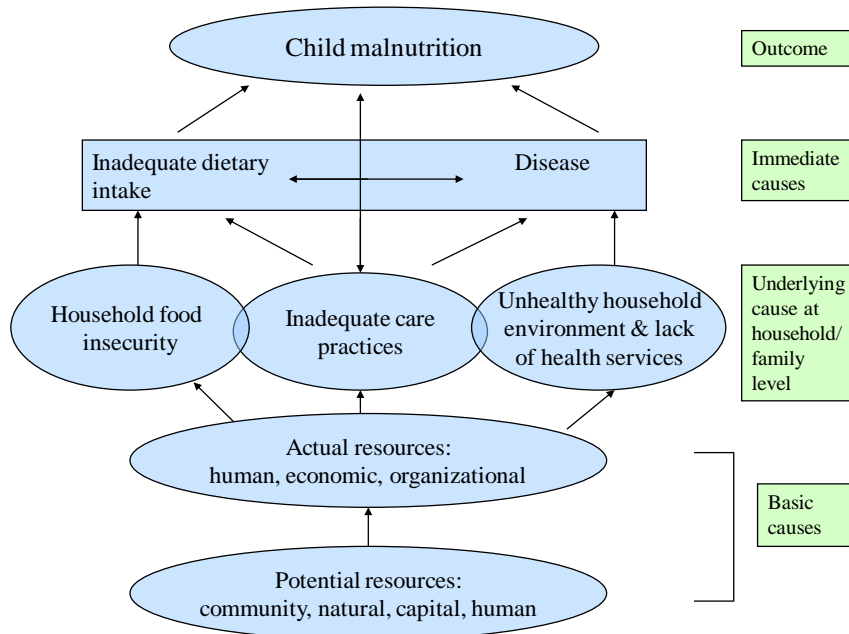 Child malnutrition
Outcome
Inadequate dietary
intake
Disease
Immediate
causes
Household food
insecurity
Inadequate care
practices
Unhealthy household
environment & lack
of health services
Underlying
cause at
household/
family
level
Actual resources:
human, economic, organizational
Basic
causes
Potential resources:
community, natural, capital, human